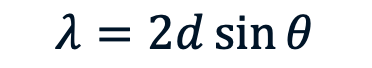 λ = 2d sin θ